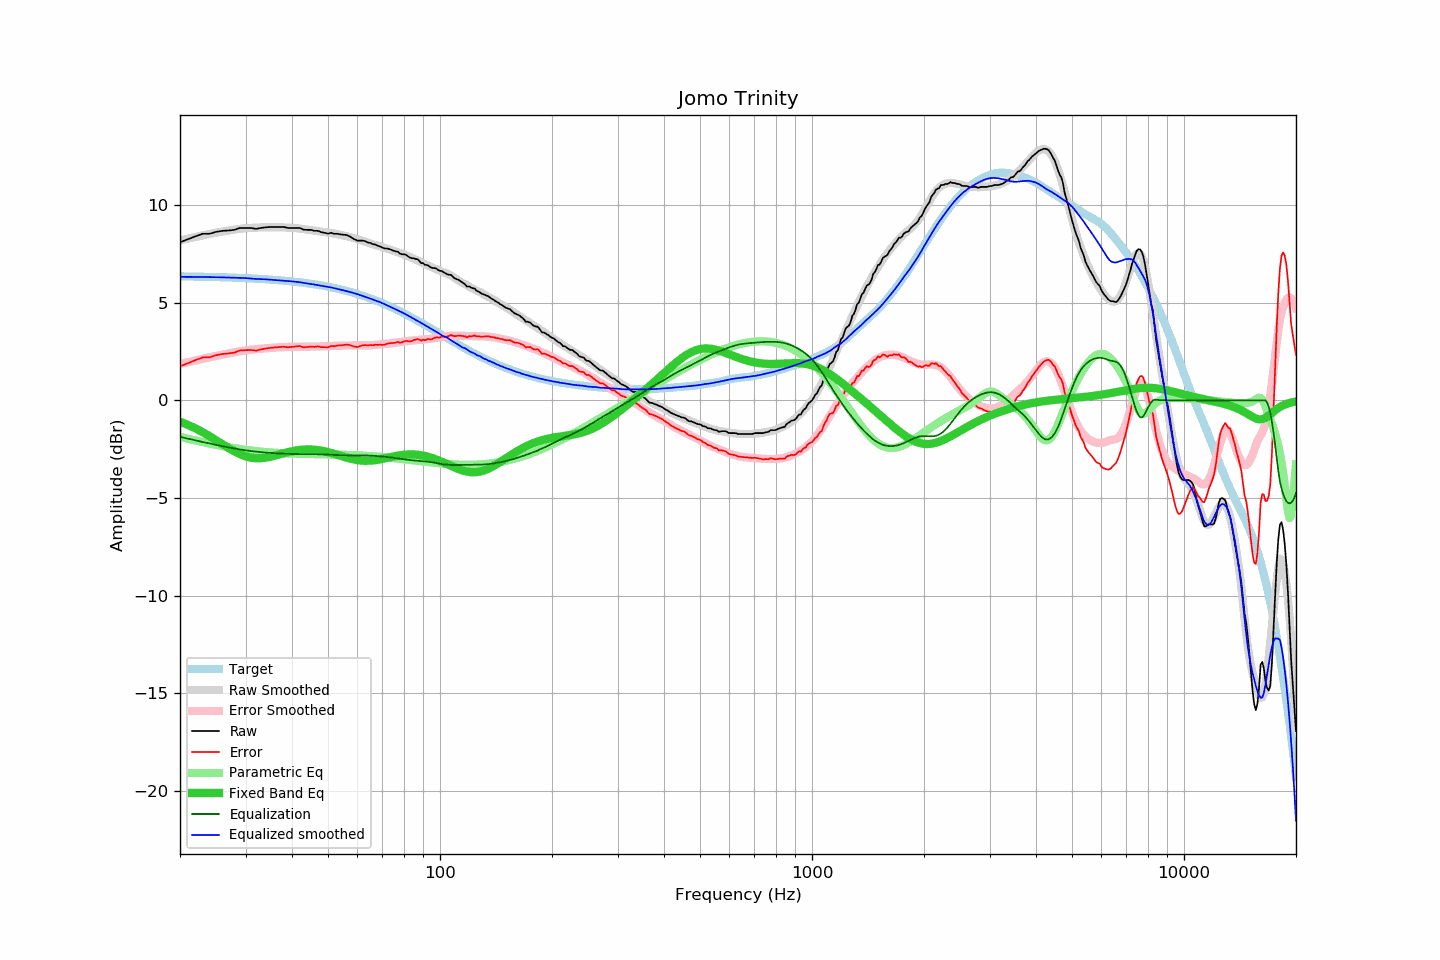 Jomo Trinity
Amplitude (dBr)
10
5
0
−5
−10
−15
−20
Target
Raw Smoothed
Error Smoothed
Raw
Error
Parametric Eq
Fixed Band Eq
Equalization
Equalized smoothed
100
1000
10000
Frequency (Hz)